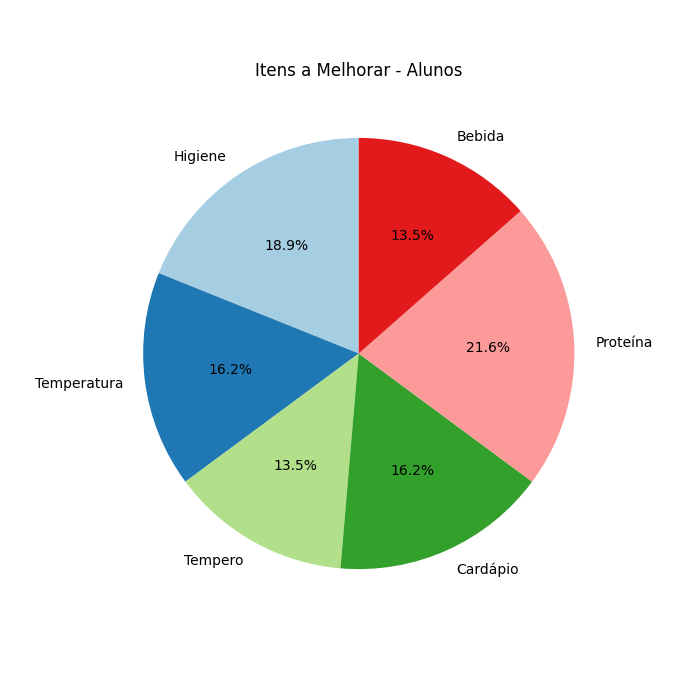 Itens a Melhorar - Alunos
Bebida
Higiene
13.5%
18.9%
Proteína
21.6%
Temperatura
16.2%
13.5%
16.2%
Tempero
Cardápio